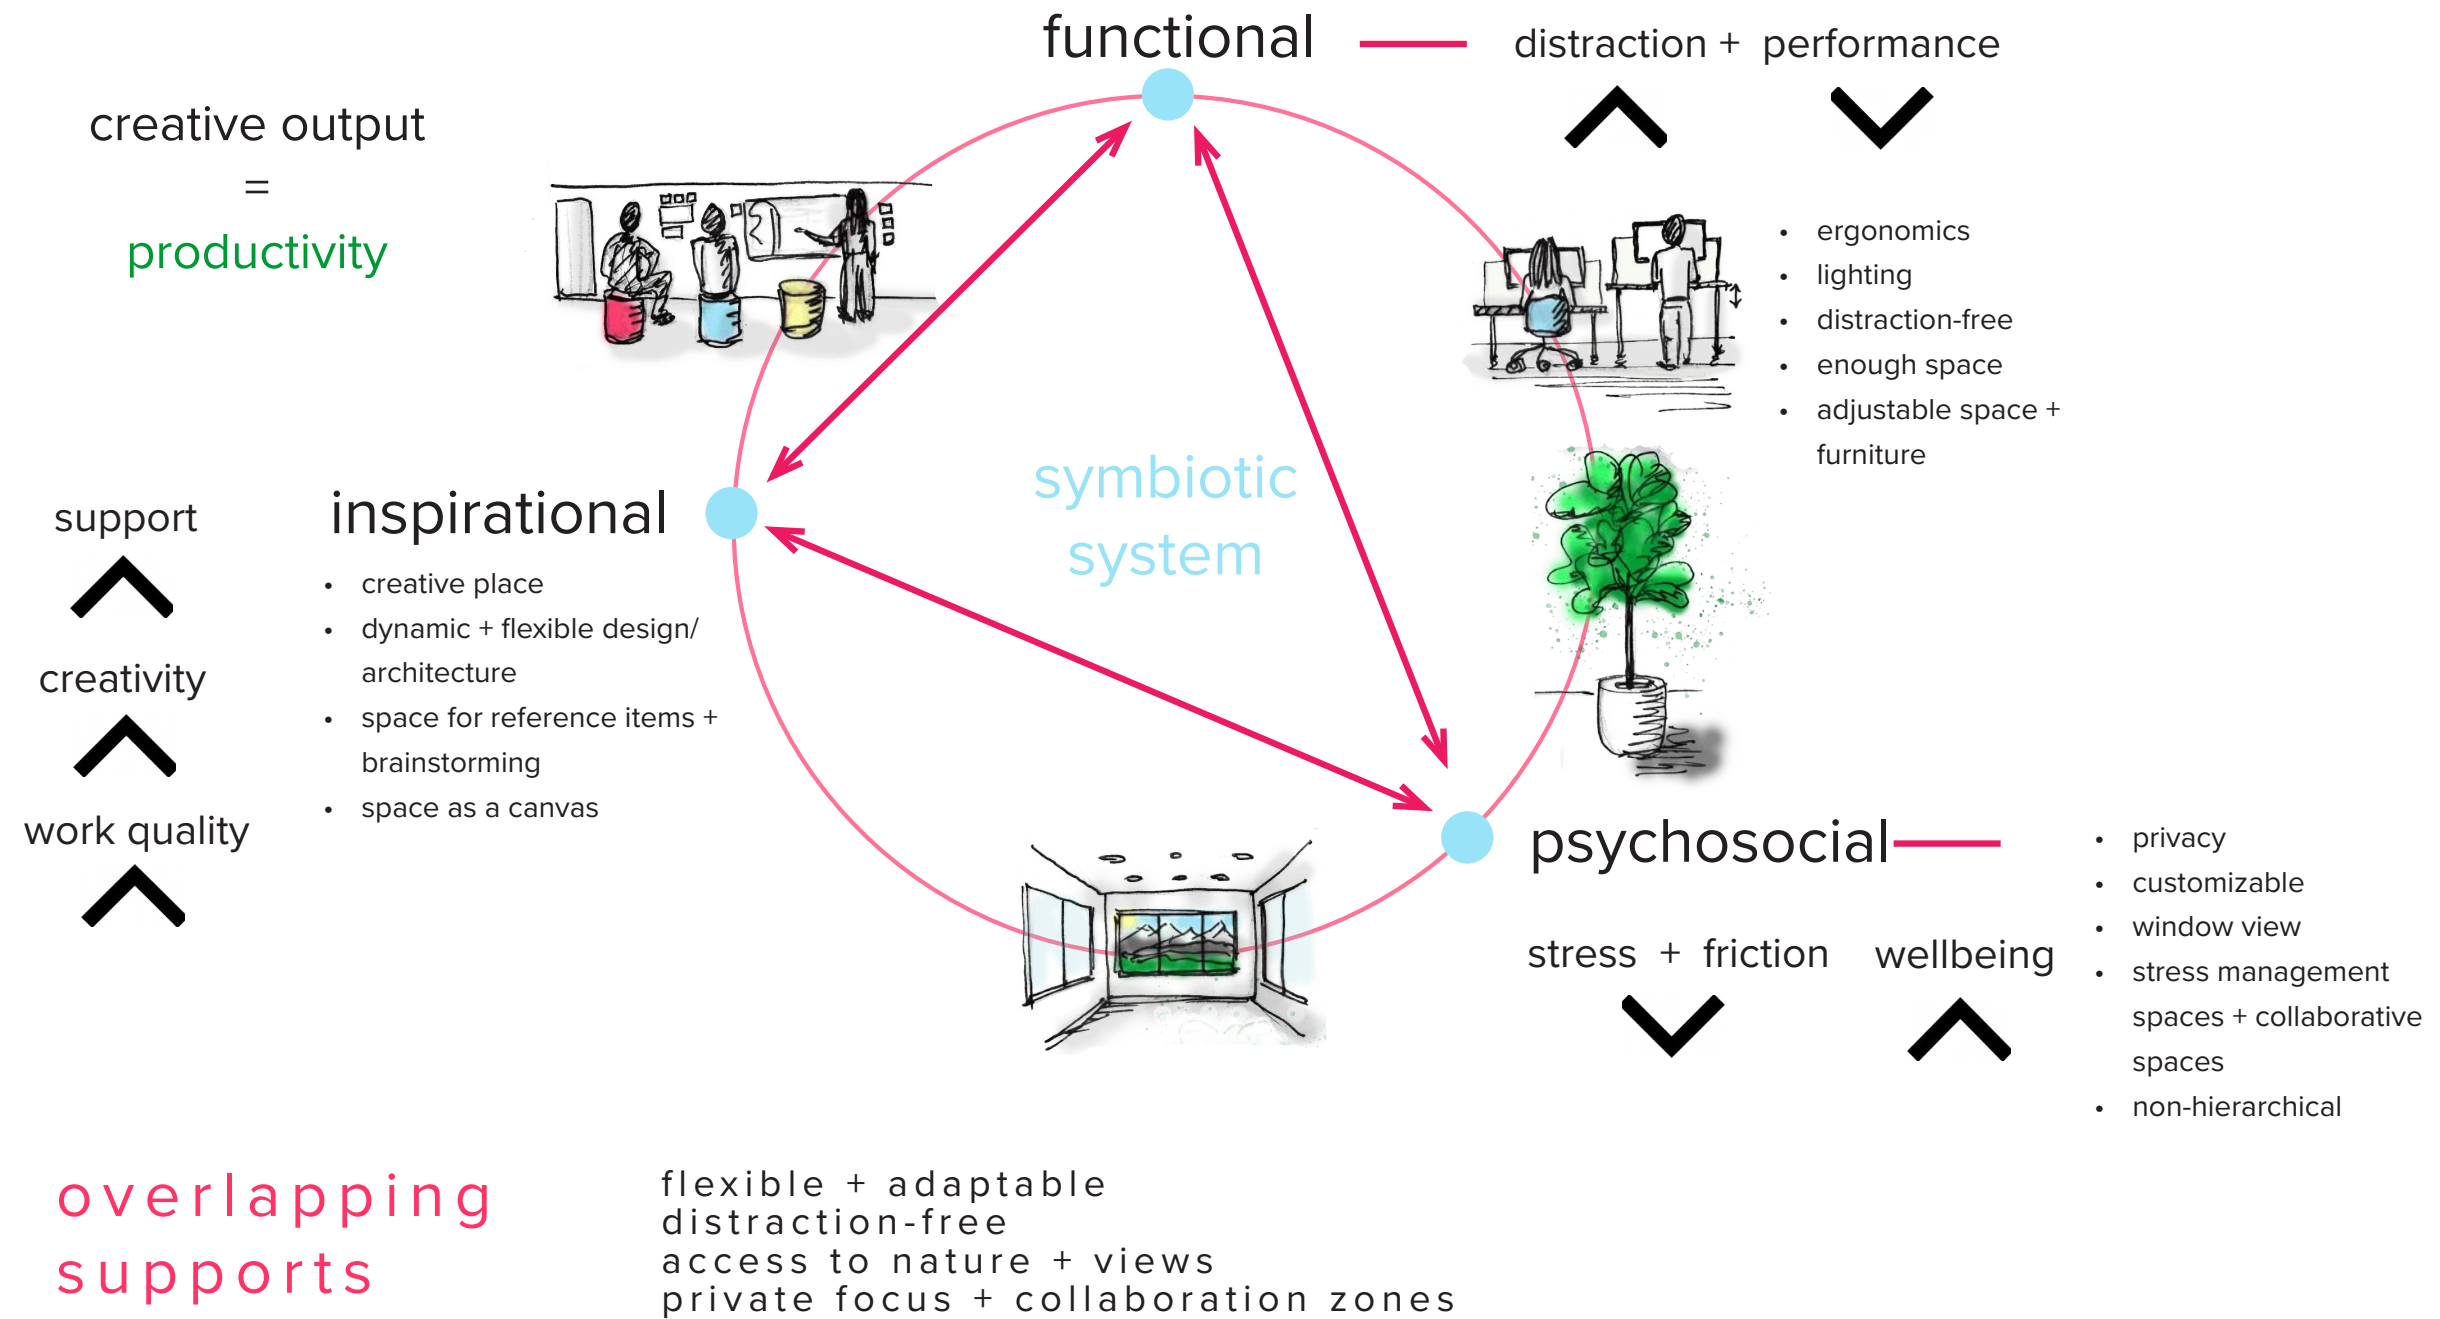 functional
distraction + performance
creative output
=
productivity
• ergonomics
• lighting
• distraction-free
• enough space
• adjustable space +
furniture
symbiotic
system
support
creativity
work quality
inspirational
• creative place
• dynamic + flexible design/
architecture
• space for reference items +
brainstorming
• space as a canvas
psychosocial
stress + friction wellbeing
• privacy
• customizable
• window view
• stress management
spaces + collaborative
spaces
• non-hierarchical
overlapping
supports
flexible + adaptable
distraction-free
access to nature + views
private focus + collaboration zones